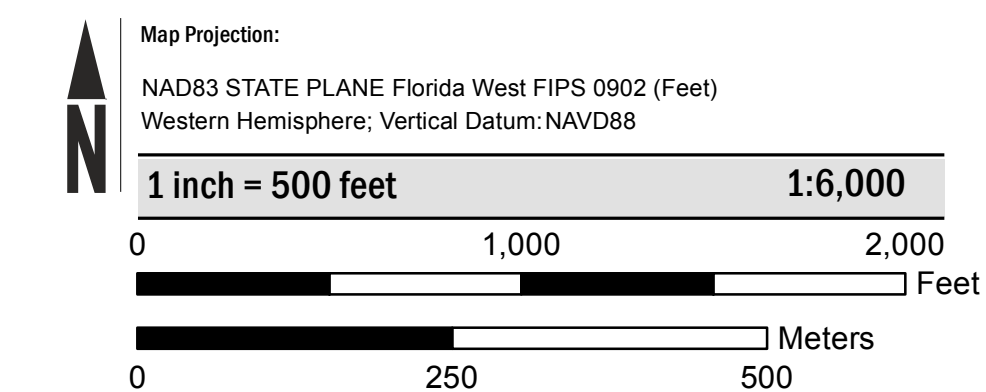 Map Projection:
NAD83 STATE PLANE Florida West FIPS 0902 (Feet)
Western Hemisphere; Vertical Datum: NAVD88
N
1 inch = 500 feet 1:6,000
0 1,000 2,000
Feet
Meters
0 250 500